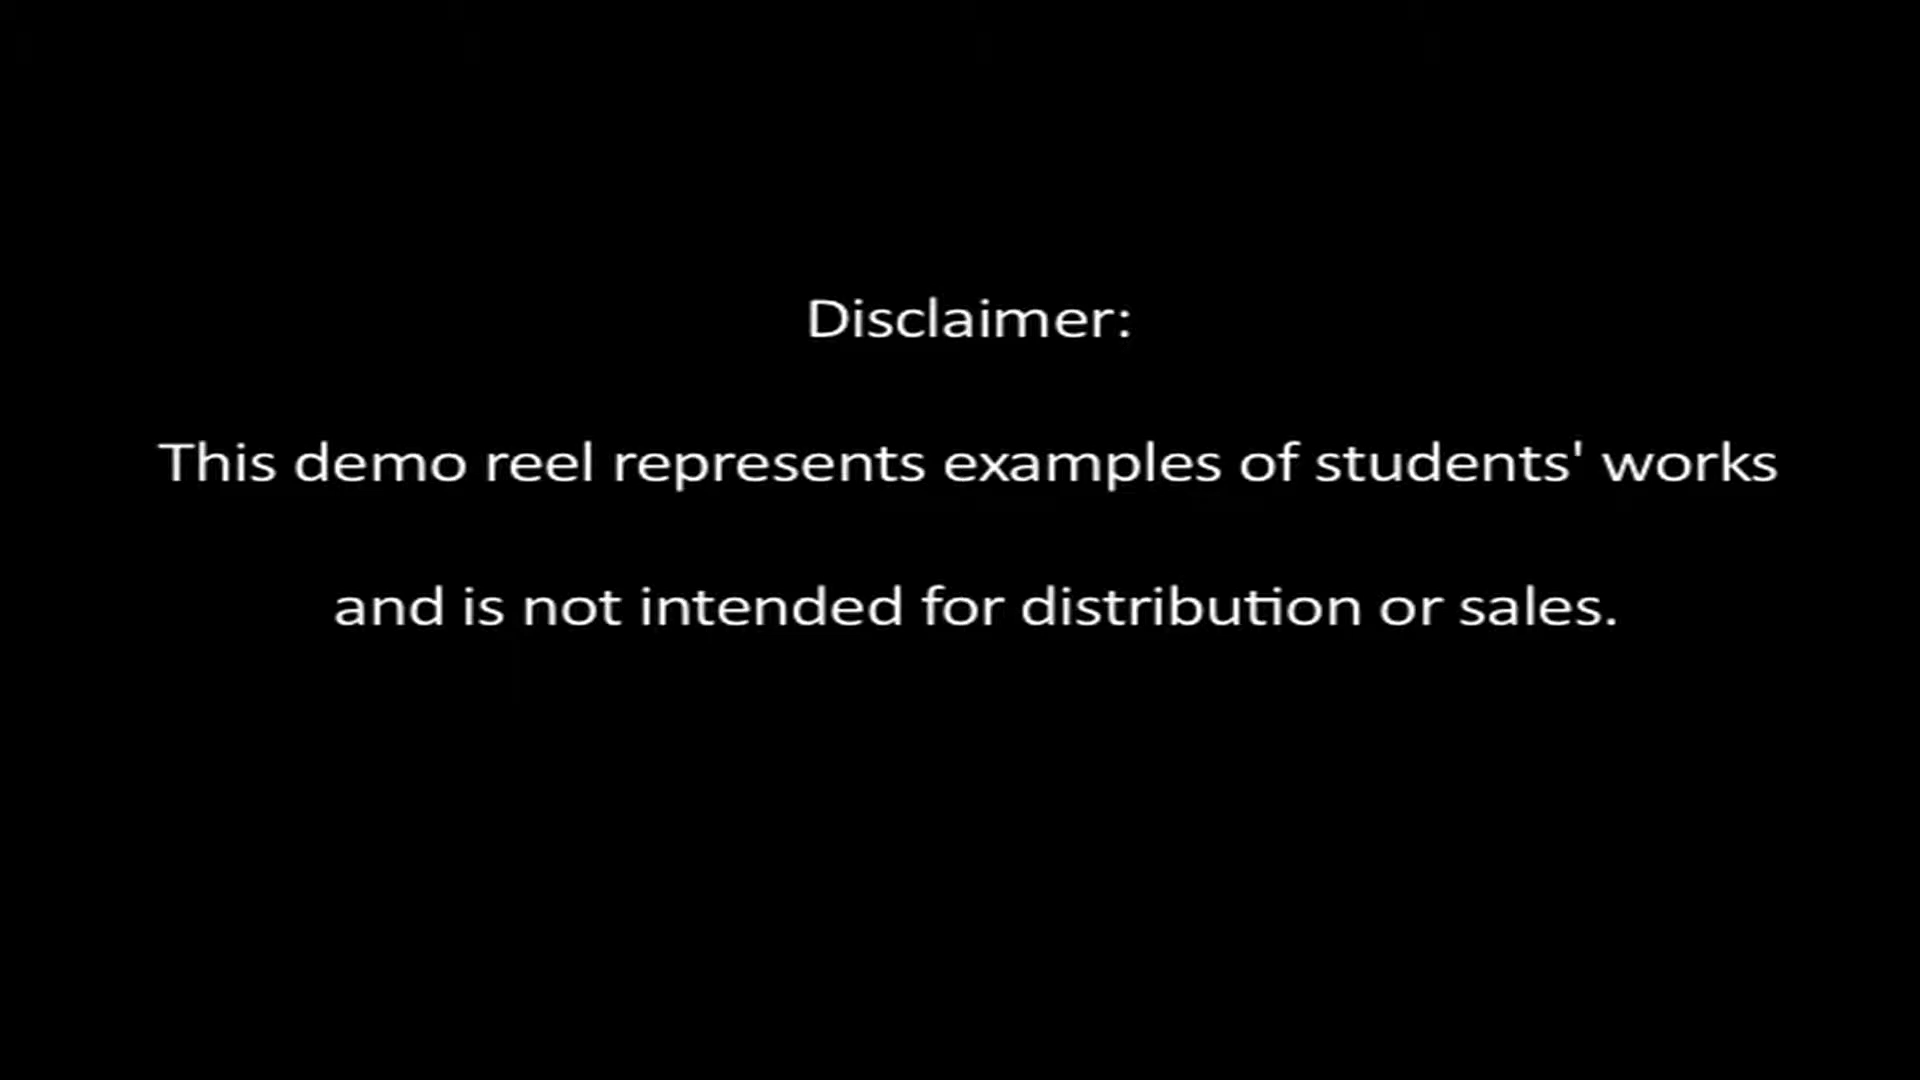 Disclaimer:
This demo reel represents examples of students' works
and is not intended for distribution or sales.